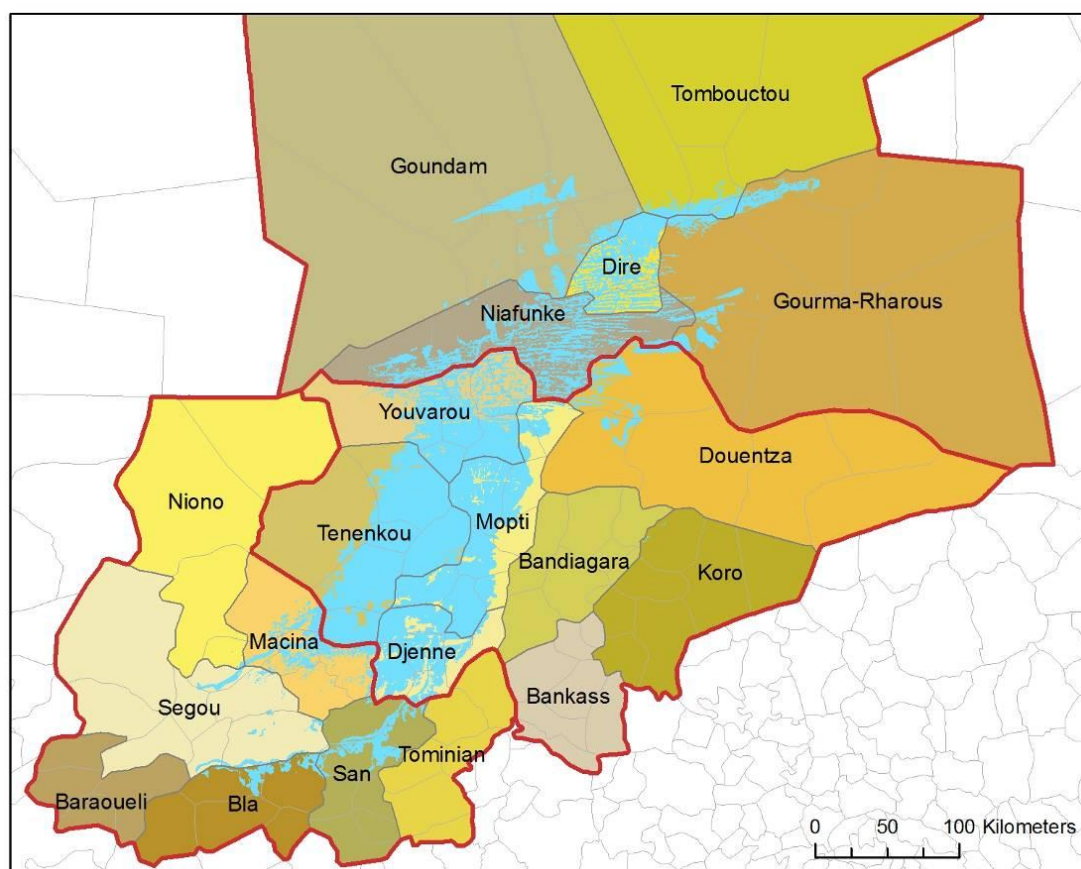 Tombouctou
Goundam
Dire
Gourma-Rharous
Niafunke
Youvarou
Douentza
Niono
Mopti
Tenenkou
Bandiagara
Koro
Macina
Djenne
Bankass
Segou
Tominian
San
Baraoueli
Bla
0 50 100 Kilometers